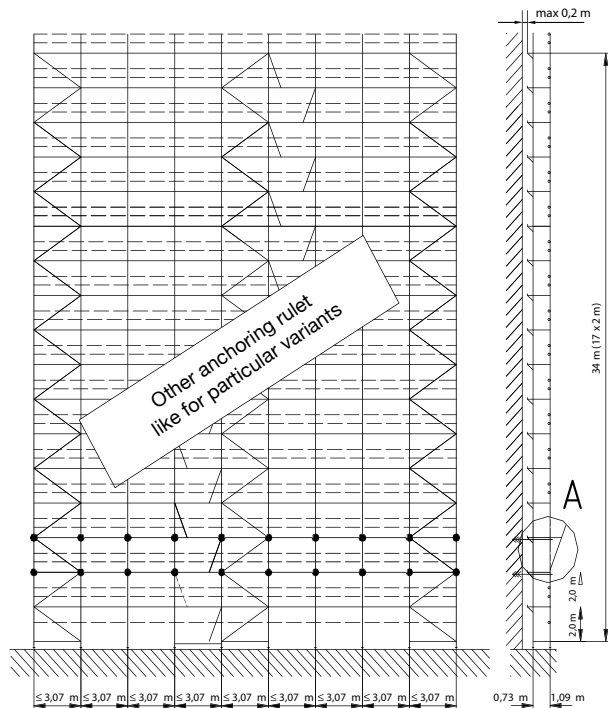 max 0,2 m
Other anchoring rulet
like for particular variants
34 m (17 x 2 m)
A
2,0 m
2,0 m
≤ 3,07 m ≤ 3,07 m ≤ 3,07 m ≤ 3,07 m ≤ 3,07 m ≤ 3,07 m ≤ 3,07 m ≤ 3,07 m ≤ 3,07 m
0,73 m 1,09 m